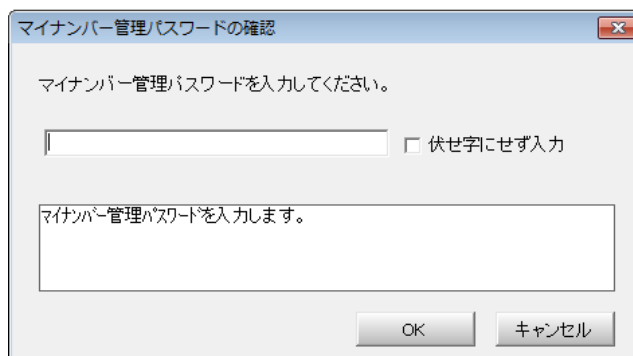 マイナンバー管理パスワードの確認
マイナンバー管理パスワードを入力してください。
伏せ字にせず入力
ﾏｲﾅﾝﾊﾞｰ管理ﾊﾟｽﾜｰﾄﾞを入力します。
OK
キャンセル